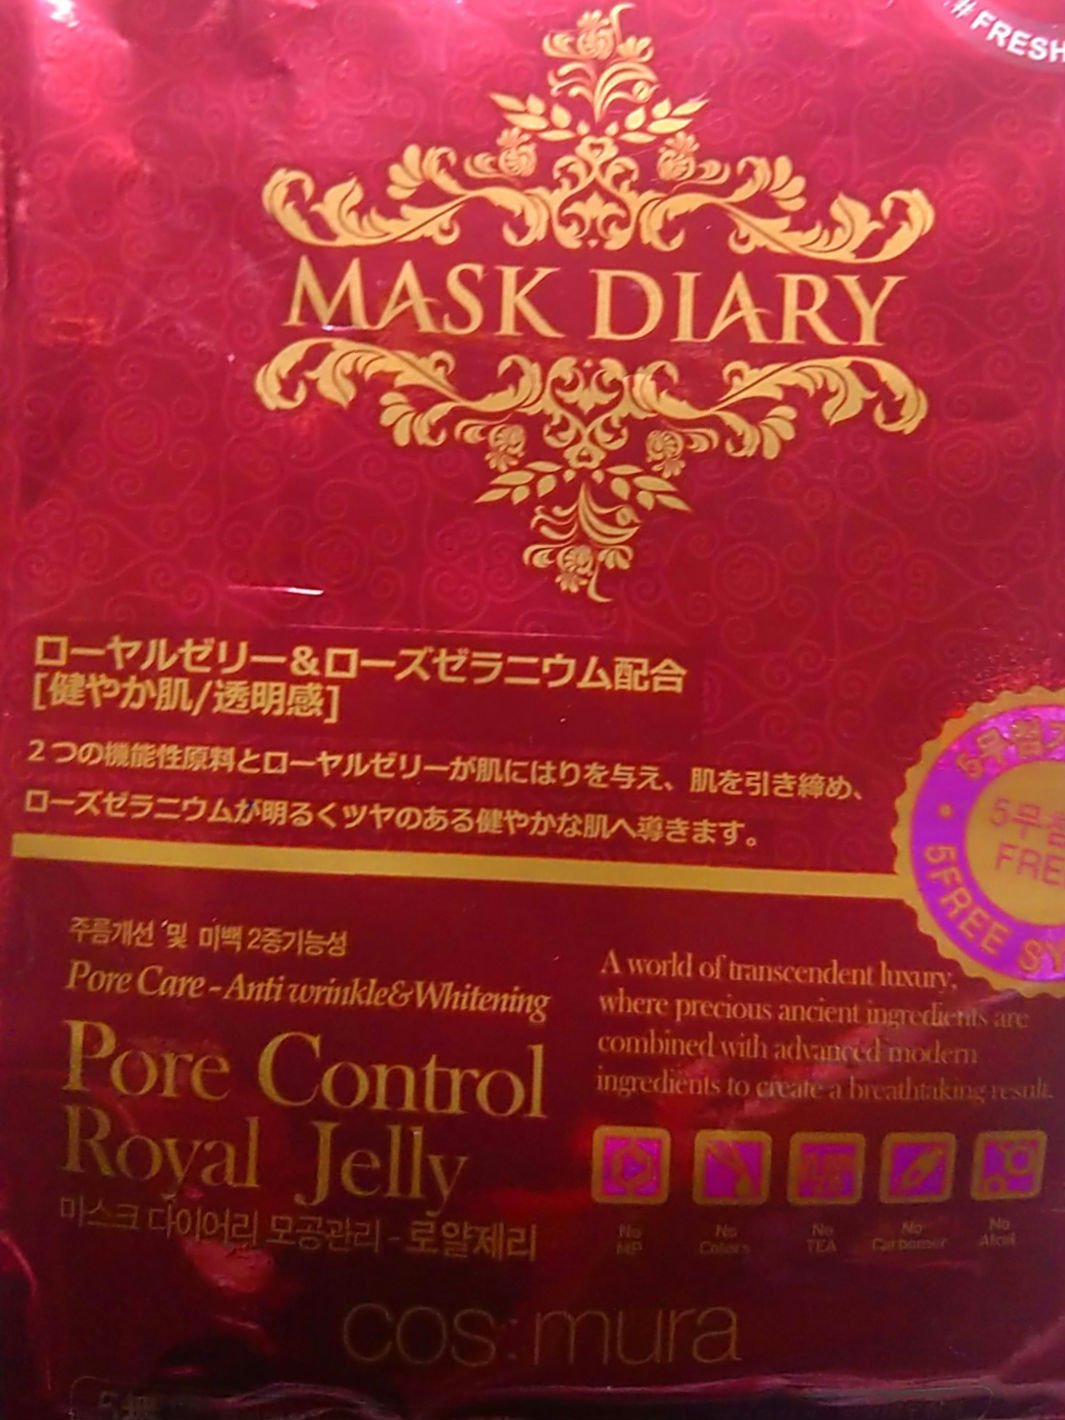 # FRESH
MASK DIARY
ローヤルゼリー&ローズゼラニウム配合
[健やか肌/透明感]
2つの機能性原料とローヤルゼリーが肌にはりを与え、肌を引き締め、
ローズゼラニウムが明るくツヤのある健やかな肌へ導きます。
5무
5FREE SY
주름개선 및 미백 2중기능성
Pore Care - Anti wrinkle&Whitening
Pore Control
Royal Jelly
마스크 다이어리 모공관리 - 로얄제리
A world of transcendent luxury,
where precious ancient ingredients are
combined with advanced modern
ingredients to create a breathtaking result.
No
MP
No
Colors
No
TEA
No
Carbomer
No
cos:mura